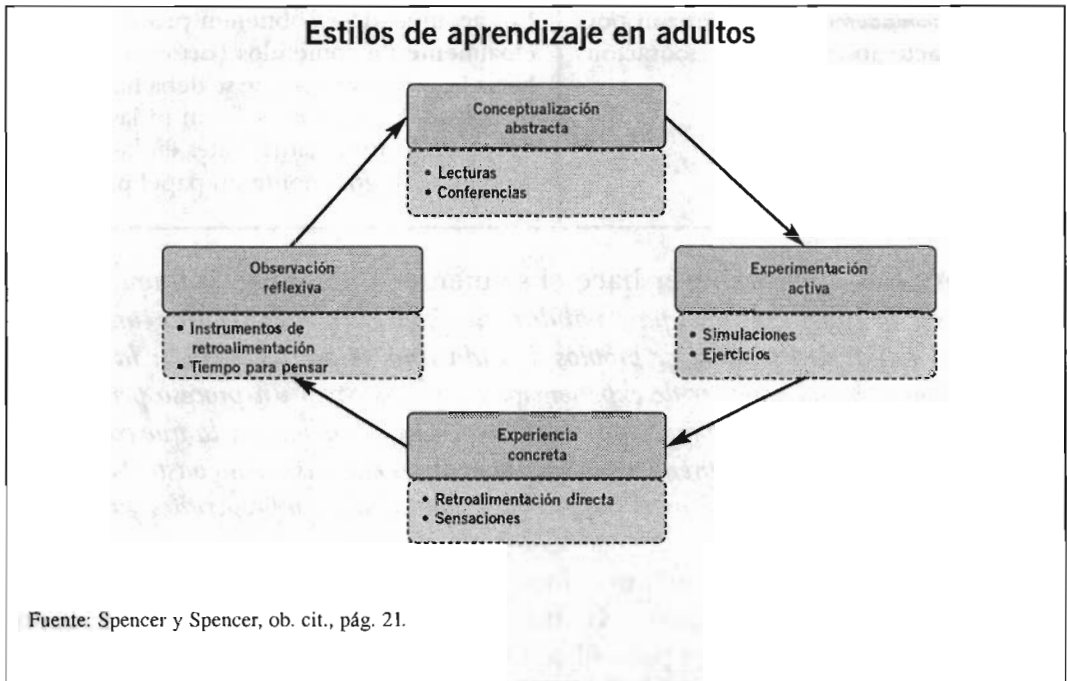 Estilos de aprendizaje en adultos
Conceptualización
abstracta
• Lecturas
• Conferencias
Observación
reflexiva
• Instrumentos de
retroalimentación
• Tiempo para pensar
Experimentación
activa
• Simulaciones
• Ejercicios
Experiencia
concreta
• Retroalimentación directa
• Sensaciones
Fuente: Spencer y Spencer, ob. cit., pág. 21.